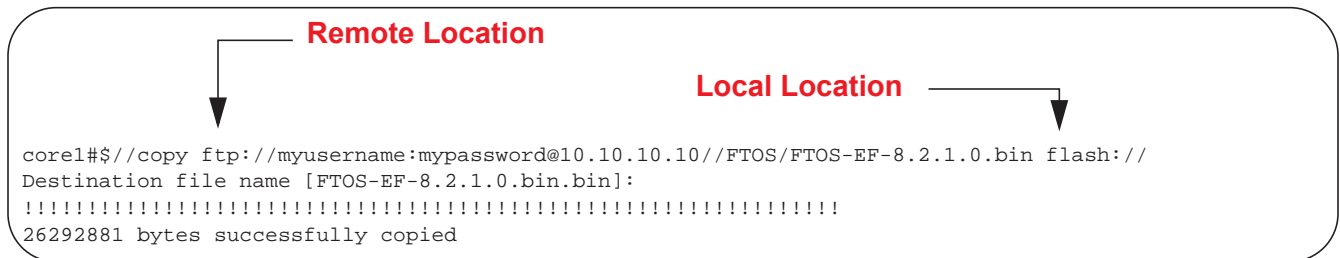 Remote Location
Local Location
core1#$//copy ftp://myusername:mypassword@10.10.10.10//FTOS/FTOS-EF-8.2.1.0.bin flash://
Destination file name [FTOS-EF-8.2.1.0.bin.bin]:
!!!!!!!!!!!!!!!!!!!!!!!!!!!!!!!!!!!!!!!!!!!!!!!!!!!!!!!!!!!!!!!!
26292881 bytes successfully copied